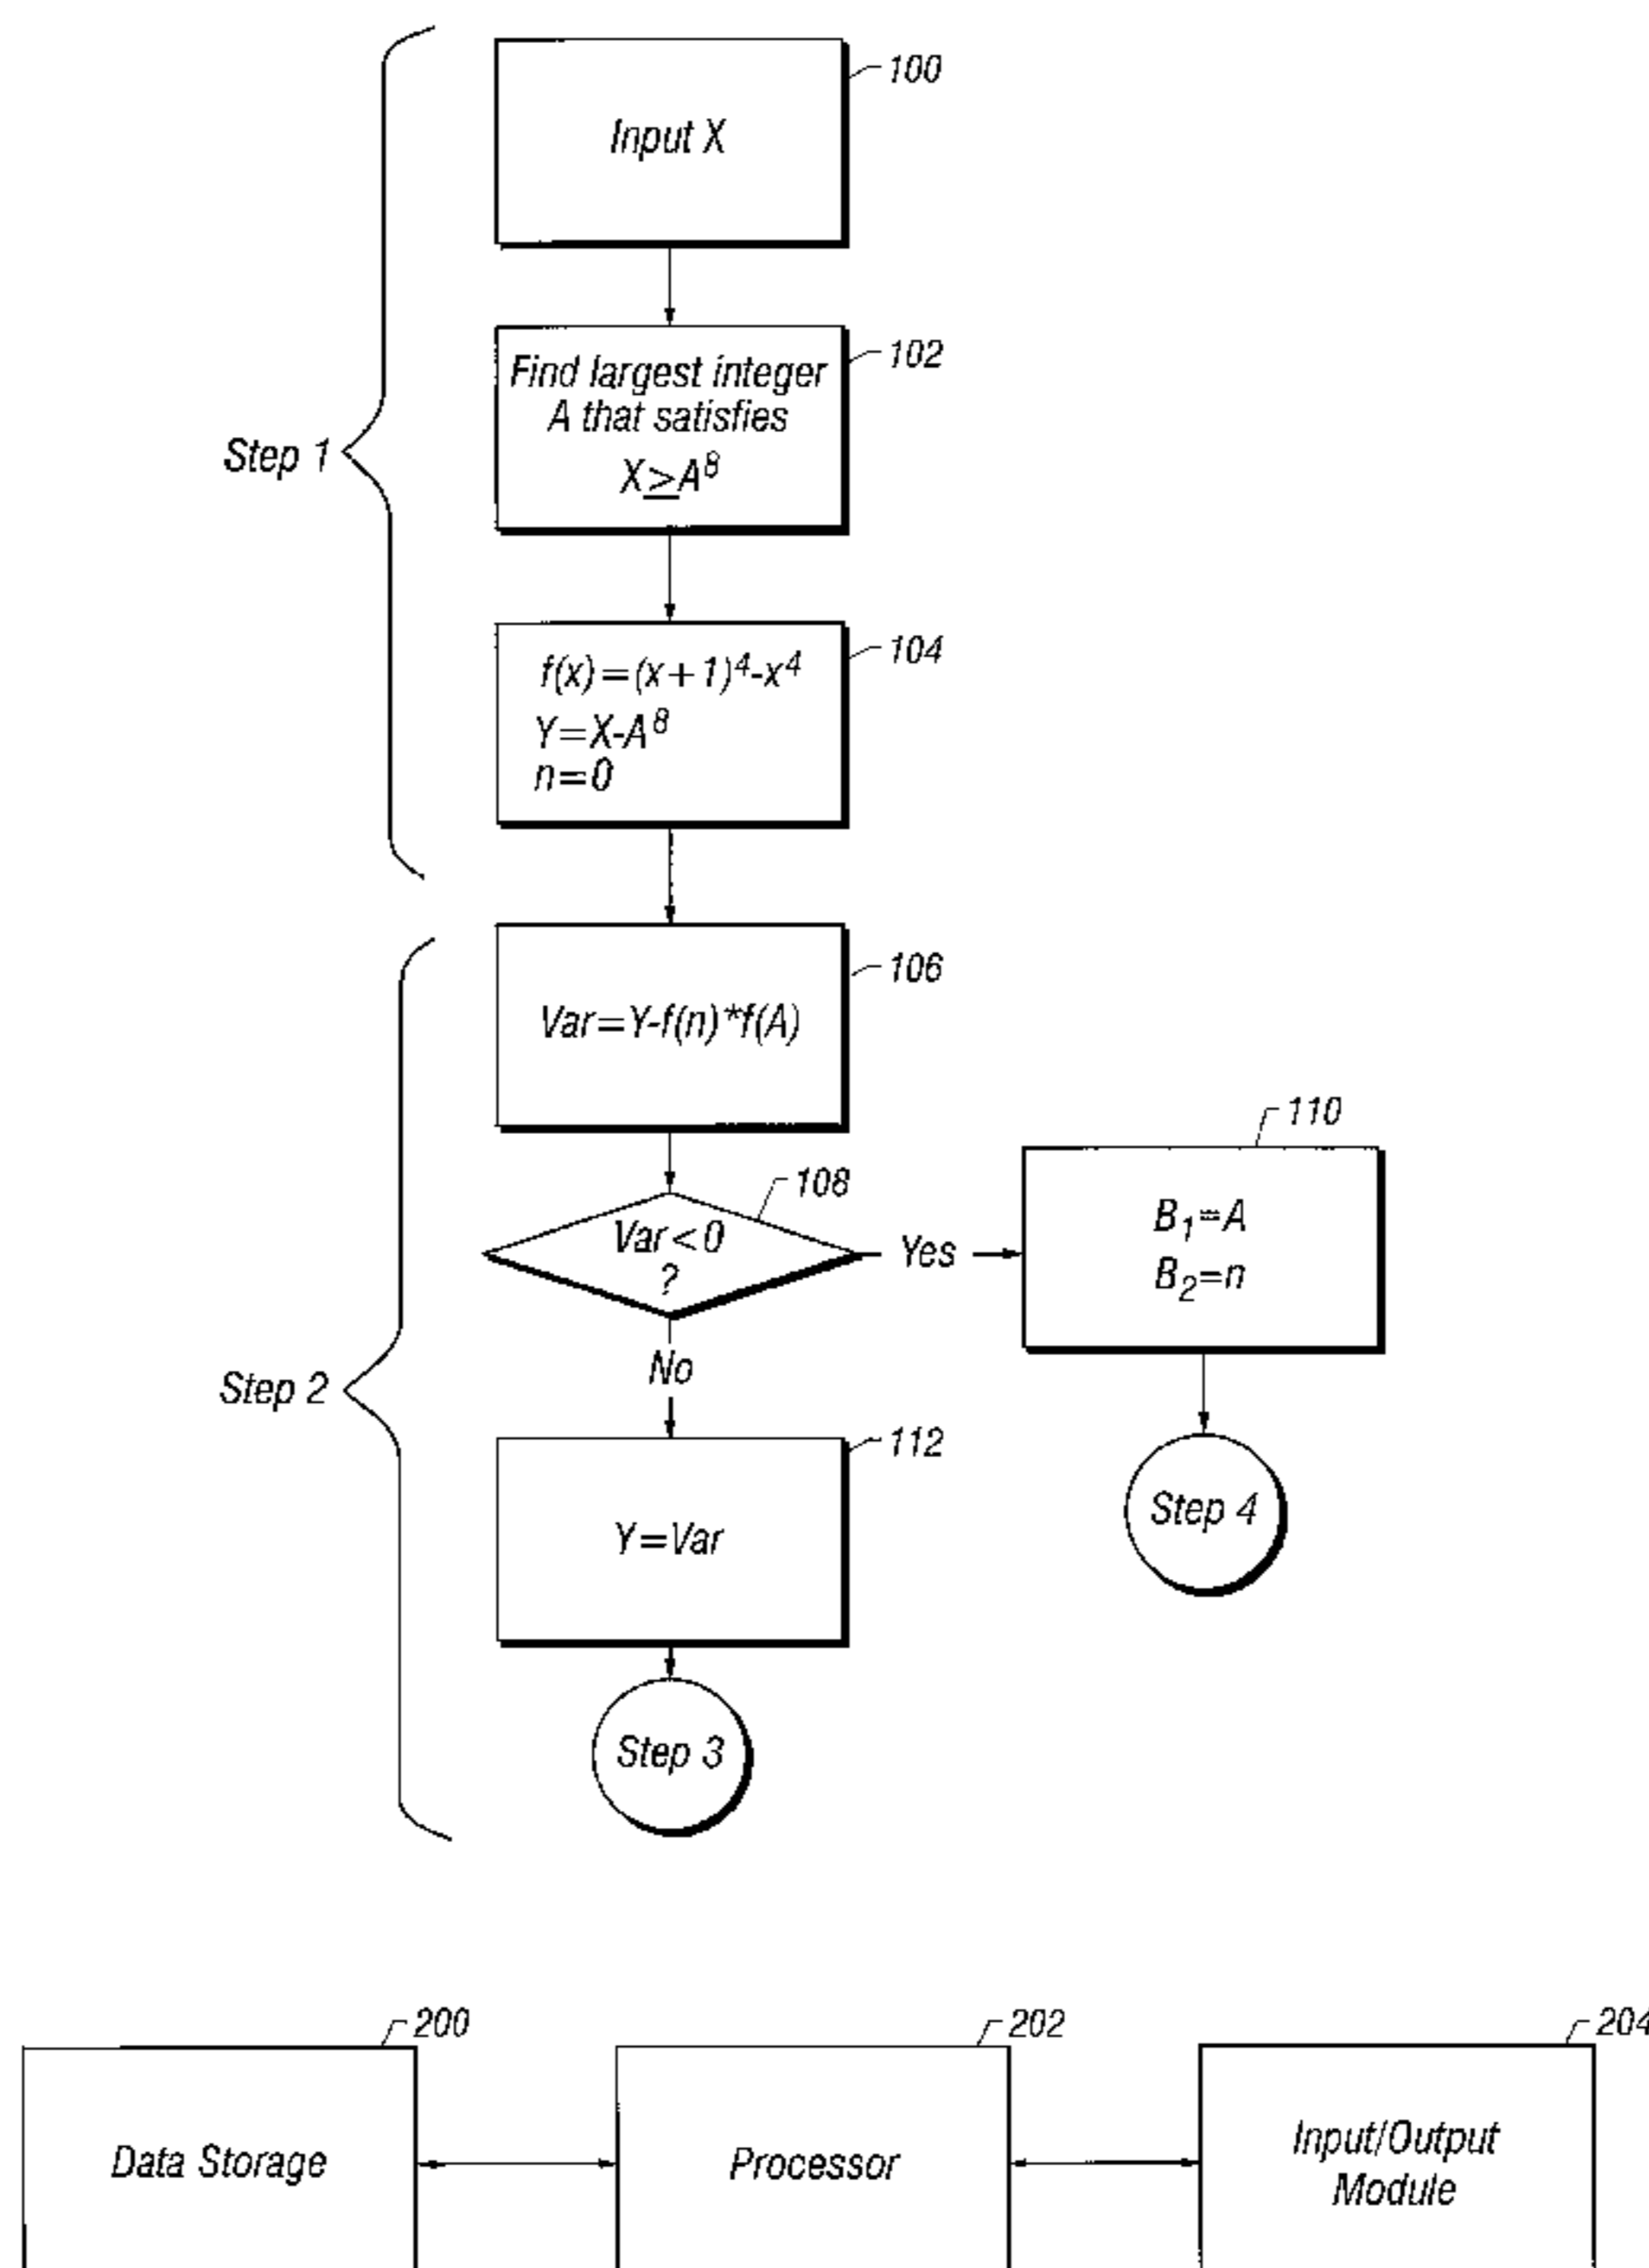 100
Input X
102
Find largest integer
A that satisfies
X≥A⁸
Step 1
104
f(x)=(x+1)⁴-x⁴
Y=X-A⁸
n=0
106
Var=Y-f(n)*f(A)
110
108
B₁=A
B₂=n
Var<0
?
Yes
No
Step 2
112
Y=Var
Step 4
Step 3
200
202
204
Data Storage
Processor
Input/Output
Module